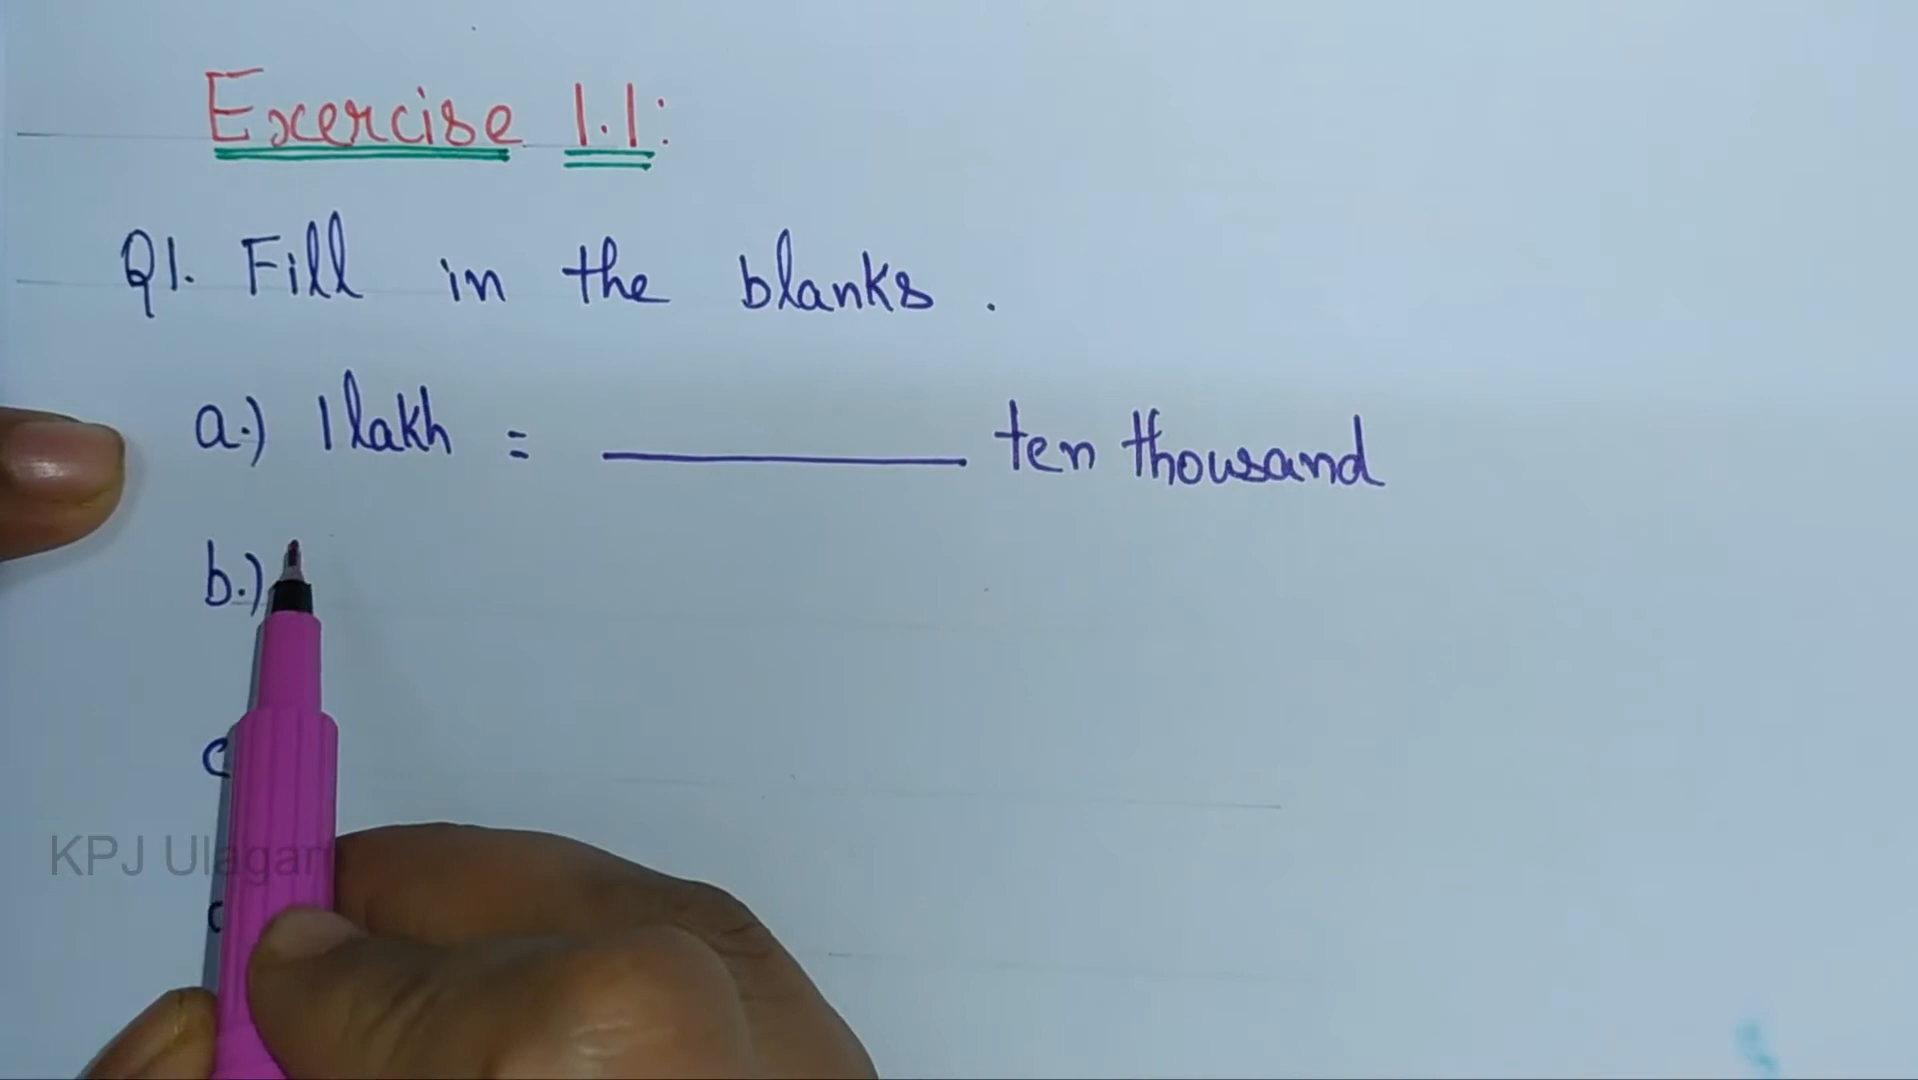 Exercise 1.1:
Q1. Fill in the blanks.
a.) 1 lakh = ________ ten thousand
b.)
c
KPJ Ulagam